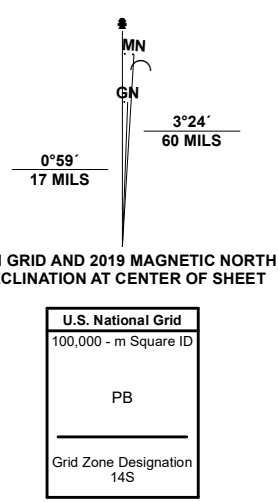 MN
GN
3°24´
60 MILS
0°59´
17 MILS
GRID AND 2019 MAGNETIC NORTH
CLINATION AT CENTER OF SHEET
U.S. National Grid
100,000 - m Square ID
PB
Grid Zone Designation
14S